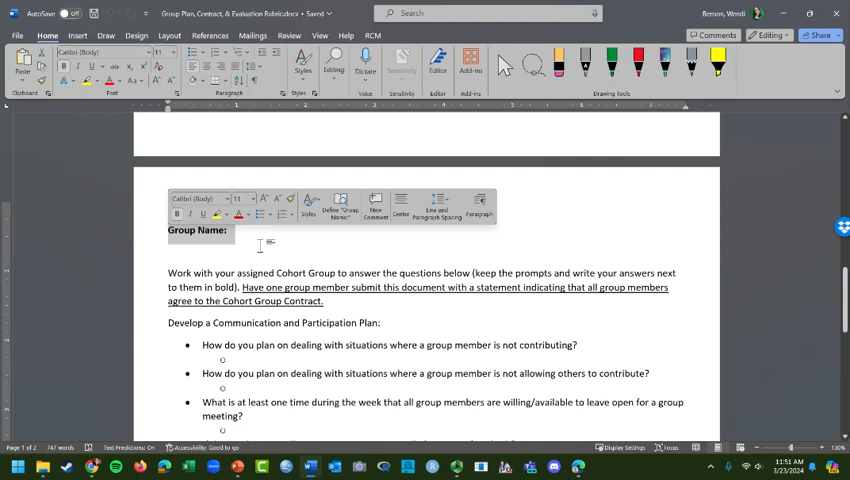 AutoSave Off
Group Plan, Contract, & Evaluation Rubric.docx • Saved
Search
Benson, Wendi
File Home Insert Draw Design Layout References Mailings Review View Help RCM
Comments Editing Share
Calibri (Body) 11
Paste
Styles Editing Dictate Sensitivity Editor Add-ins
Clipboard Font Paragraph Styles Voice Sensitivity Editor Add-ins Drawing Tools
Calibri (Body) 11
Styles Define "Group Name:" New Comment Center Line and Paragraph Spacing Paragraph
Group Name:
Work with your assigned Cohort Group to answer the questions below (keep the prompts and write your answers next
to them in bold). Have one group member submit this document with a statement indicating that all group members
agree to the Cohort Group Contract.
Develop a Communication and Participation Plan:
• How do you plan on dealing with situations where a group member is not contributing?
• How do you plan on dealing with situations where a group member is not allowing others to contribute?
• What is at least one time during the week that all group members are willing/available to leave open for a group
meeting?
Page 1 of 2 747 words Text Predictions: On Accessibility: Good to go Display Settings Focus 130%
11:51 AM
3/23/2024